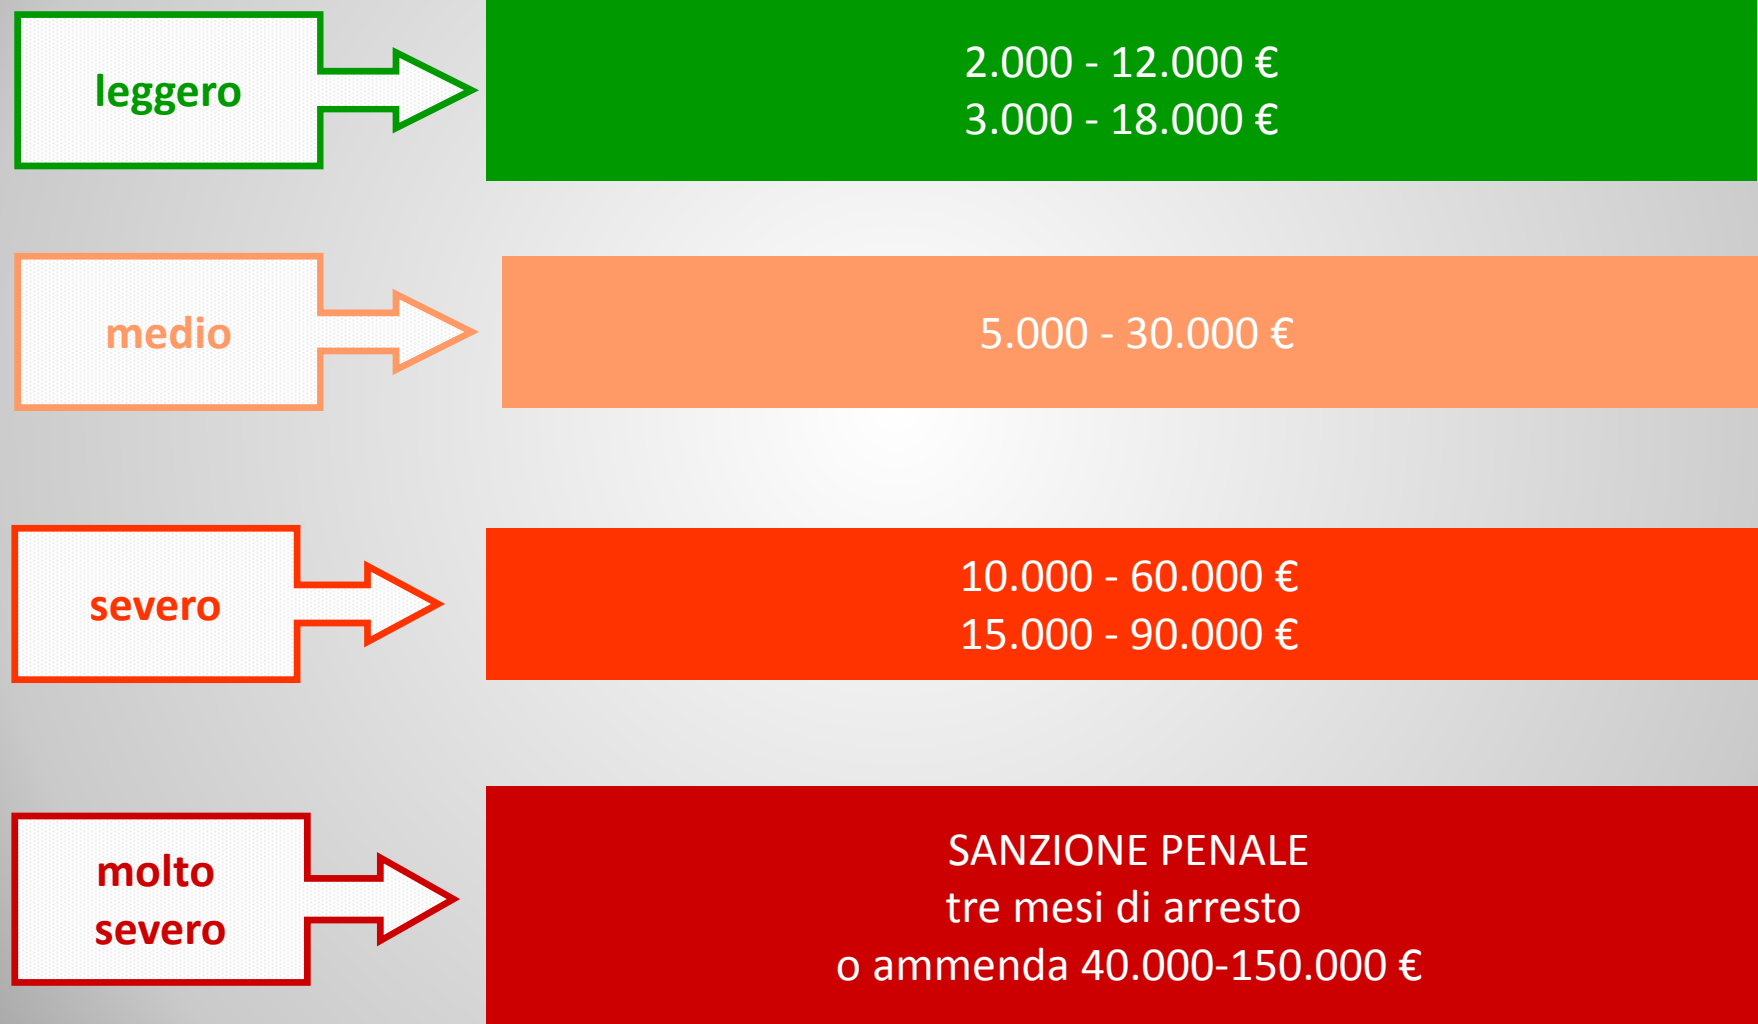 leggero
2.000 - 12.000 €
3.000 - 18.000 €
medio
5.000 - 30.000 €
severo
10.000 - 60.000 €
15.000 - 90.000 €
molto
severo
SANZIONE PENALE
tre mesi di arresto
o ammenda 40.000-150.000 €